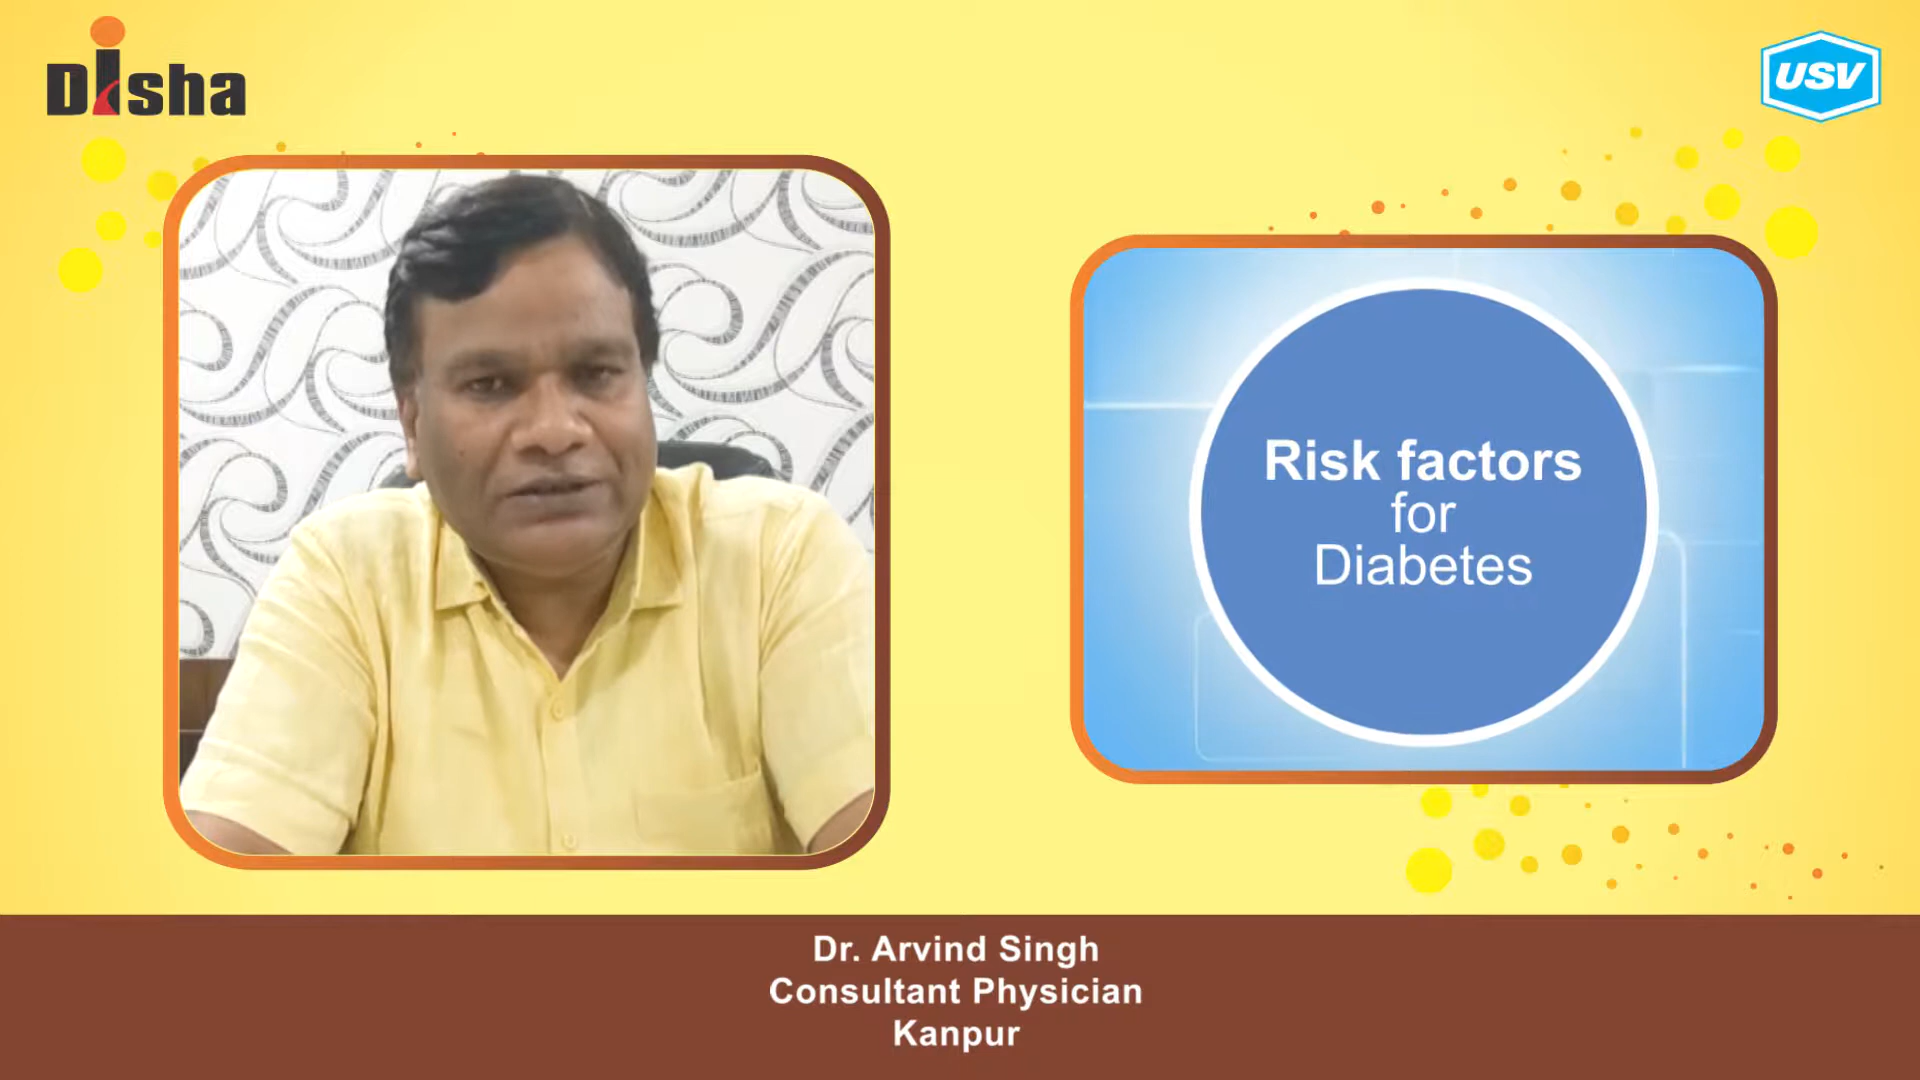 Disha
USV
Risk factors
for
Diabetes
Dr. Arvind Singh
Consultant Physician
Kanpur